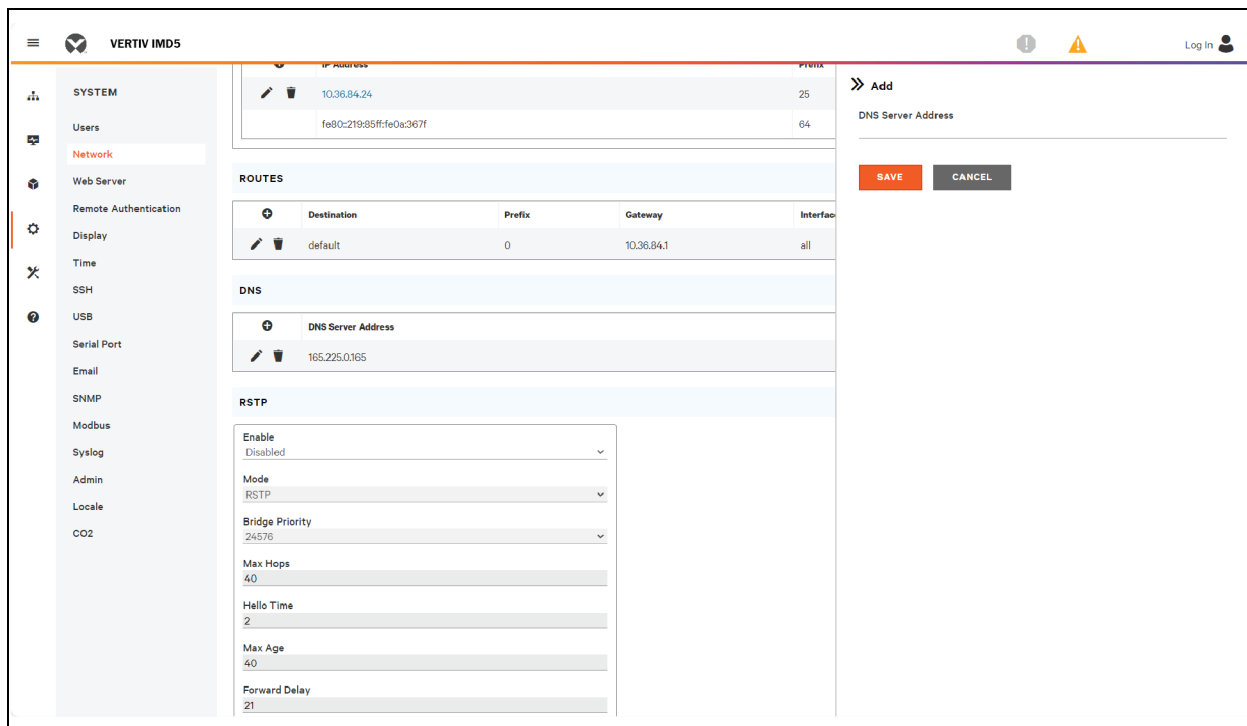 VERTIV IMD5
Log In
SYSTEM
Users
Network
Web Server
Remote Authentication
Display
Time
SSH
USB
Serial Port
Email
SNMP
Modbus
Syslog
Admin
Locale
CO2
IP Address Prefix
10.36.84.24 25
fe80::219:85ff:fe0a:367f 64
ROUTES
Destination Prefix Gateway Interfac
default 0 10.36.84.1 all
DNS
DNS Server Address
165.225.0.165
RSTP
Enable
Disabled
Mode
RSTP
Bridge Priority
24576
Max Hops
40
Hello Time
2
Max Age
40
Forward Delay
21
Add
DNS Server Address
SAVE CANCEL